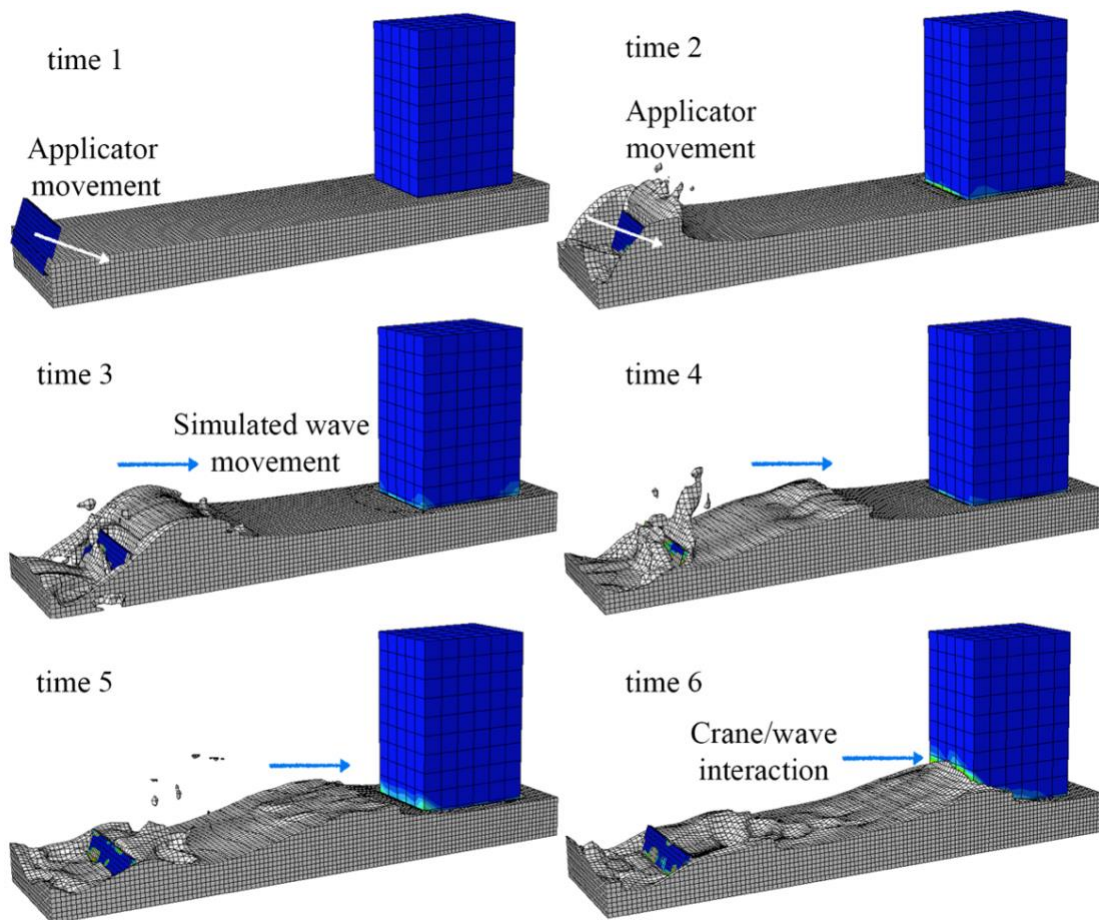 time 1
Applicator
movement
time 2
Applicator
movement
time 3
Simulated wave
movement
time 4
time 5
time 6
Crane/wave
interaction